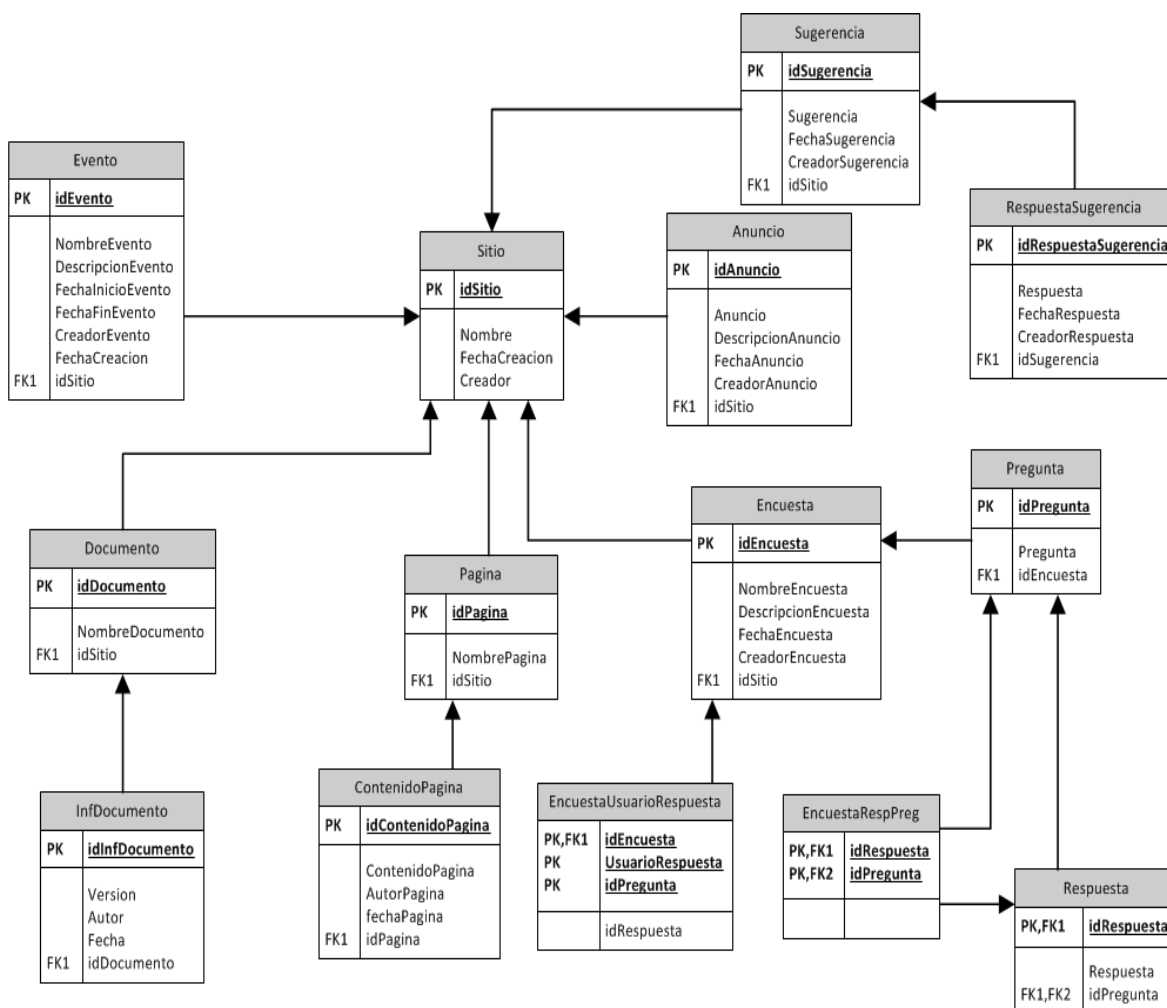 Sugerencia
PK idSugerencia
Sugerencia
FechaSugerencia
CreadorSugerencia
FK1 idSitio
Evento
PK idEvento
NombreEvento
DescripcionEvento
FechaInicioEvento
FechaFinEvento
CreadorEvento
FechaCreacion
FK1 idSitio
Sitio
PK idSitio
Nombre
FechaCreacion
Creador
Anuncio
PK idAnuncio
Anuncio
DescripcionAnuncio
FechaAnuncio
CreadorAnuncio
FK1 idSitio
RespuestaSugerencia
PK idRespuestaSugerencia
Respuesta
FechaRespuesta
CreadorRespuesta
FK1 idSugerencia
Documento
PK idDocumento
NombreDocumento
FK1 idSitio
Pagina
PK idPagina
NombrePagina
FK1 idSitio
Encuesta
PK idEncuesta
NombreEncuesta
DescripcionEncuesta
FechaEncuesta
CreadorEncuesta
FK1 idSitio
Pregunta
PK idPregunta
Pregunta
FK1 idEncuesta
InfDocumento
PK idInfDocumento
Version
Autor
Fecha
FK1 idDocumento
ContenidoPagina
PK idContenidoPagina
ContenidoPagina
AutorPagina
fechaPagina
FK1 idPagina
EncuestaUsuarioRespuesta
PK,FK1 idEncuesta
PK UsuarioRespuesta
PK idPregunta
idRespuesta
EncuestaRespPreg
PK,FK1 idRespuesta
PK,FK2 idPregunta
Respuesta
PK,FK1 idRespuesta
Respuesta
FK1,FK2 idPregunta